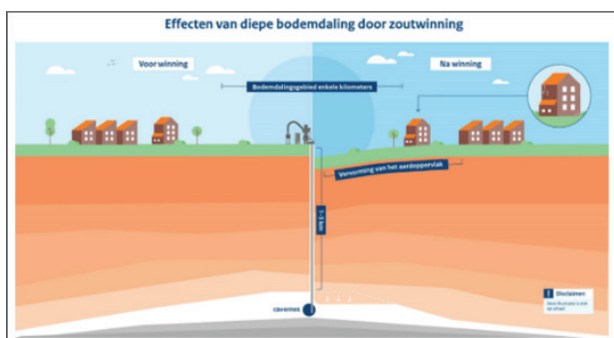 Effecten van diepe bodemdaling door zoutwinning
Voor winning
Na winning
Bodemdalingsgebied enkele kilometers
Vervorming van het aardoppervlak
1-3 km
cavernes
Disclaimer